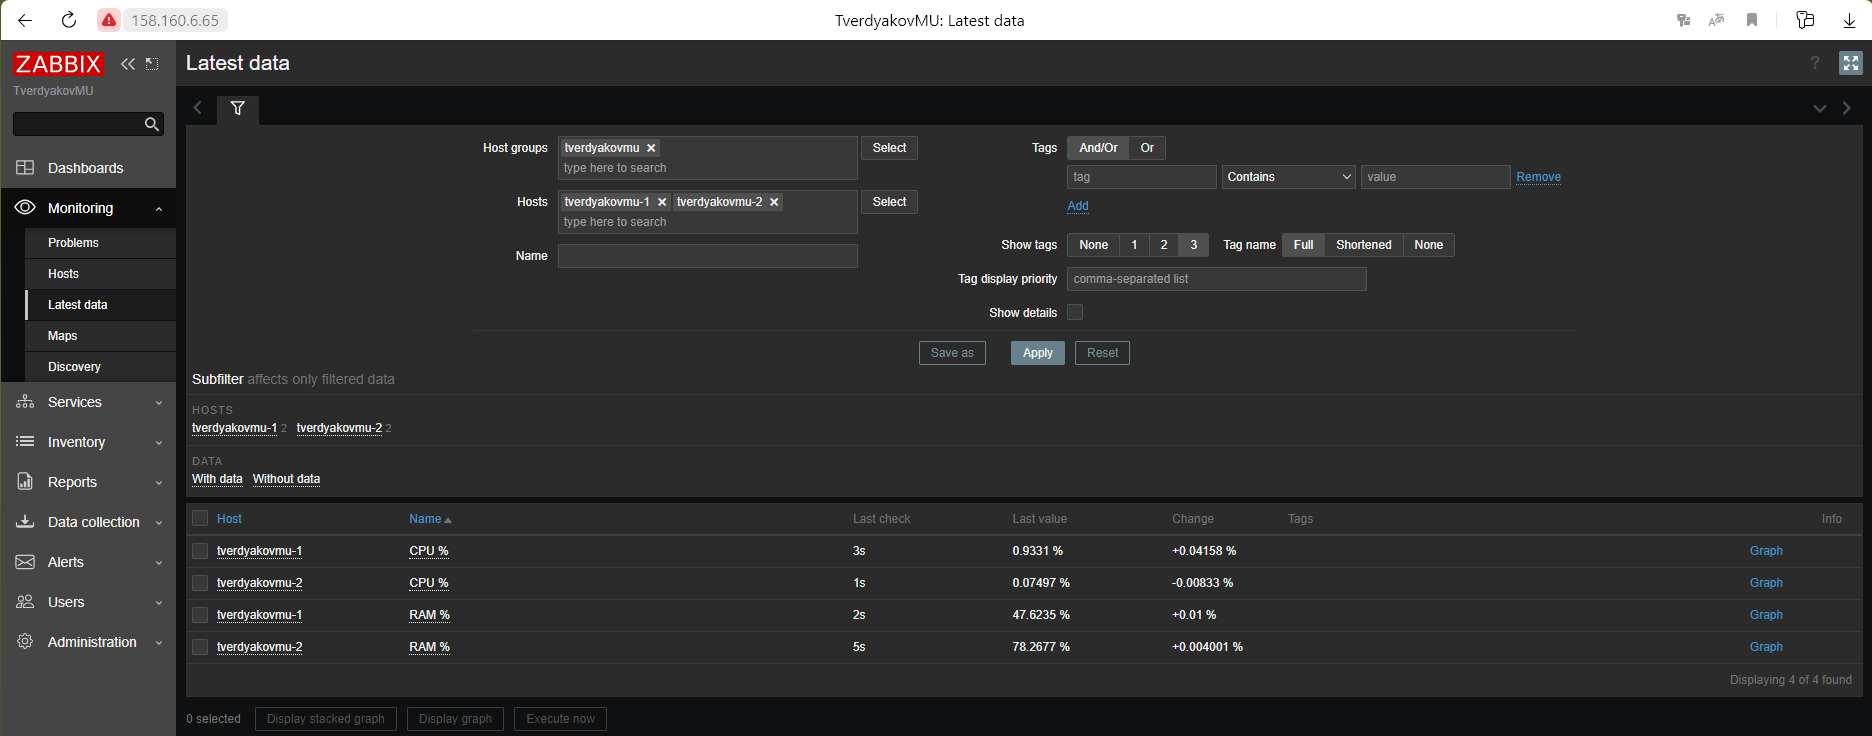 158.160.6.65
TverdyakovMU: Latest data
ZABBIX
TverdyakovMU
Dashboards
Monitoring
Problems
Hosts
Latest data
Maps
Discovery
Services
Inventory
Reports
Data collection
Alerts
Users
Administration
Latest data
?
Host groups tverdyakovmu Select
type here to search
Hosts tverdyakovmu-1 tverdyakovmu-2 Select
type here to search
Name
Tags And/Or Or
tag Contains value Remove
Add
Show tags None 1 2 3 Tag name Full Shortened None
Tag display priority comma-separated list
Show details
Save as Apply Reset
Subfilter affects only filtered data
HOSTS
tverdyakovmu-1 2 tverdyakovmu-2 2
DATA
With data Without data
Host Name Last check Last value Change Tags Info
tverdyakovmu-1 CPU % 3s 0.9331 % +0.04158 % Graph
tverdyakovmu-2 CPU % 1s 0.07497 % -0.00833 % Graph
tverdyakovmu-1 RAM % 2s 47.6235 % +0.01 % Graph
tverdyakovmu-2 RAM % 5s 78.2677 % +0.004001 % Graph
Displaying 4 of 4 found
0 selected Display stacked graph Display graph Execute now